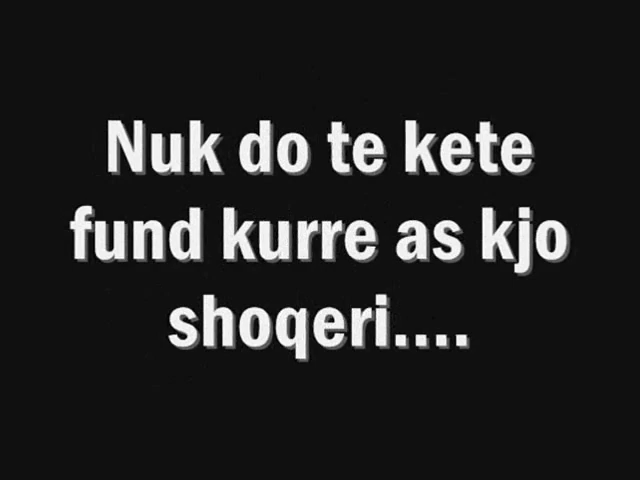 Nuk do te kete
fund kurre as kjo
shoqeri....